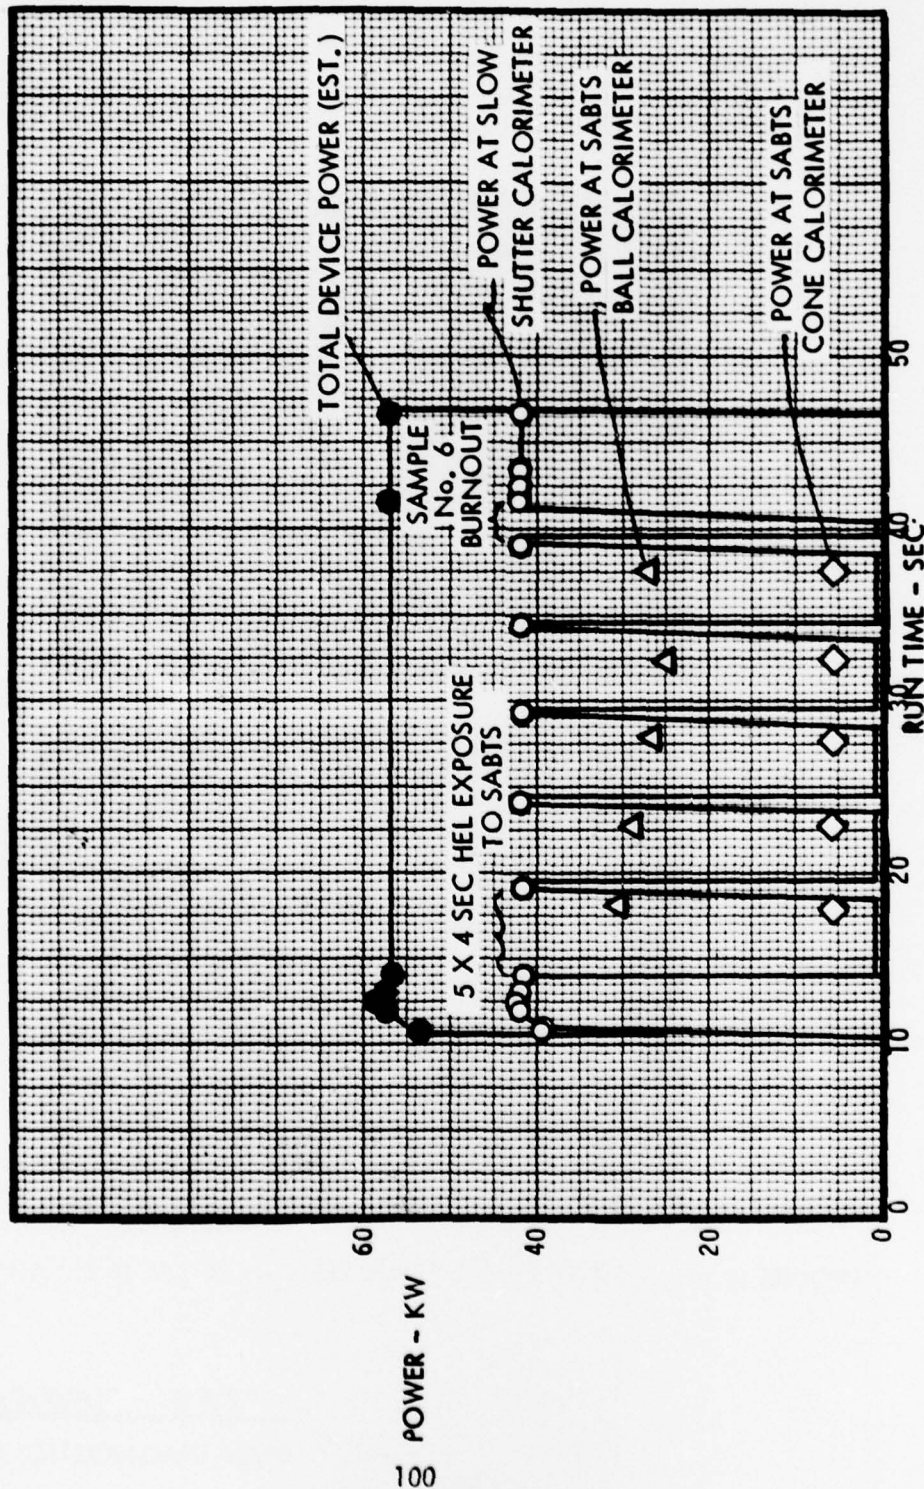 TOTAL DEVICE POWER (EST.)
POWER AT SLOW
SHUTTER CALORIMETER
POWER AT SABTS
BALL CALORIMETER
POWER AT SABTS
CONE CALORIMETER
SAMPLE
No. 6
BURNOUT
5 X 4 SEC HEL EXPOSURE
TO SABTS
POWER - KW
60
40
20
0
0
10
20
30
40
50
RUN TIME - SEC.
100